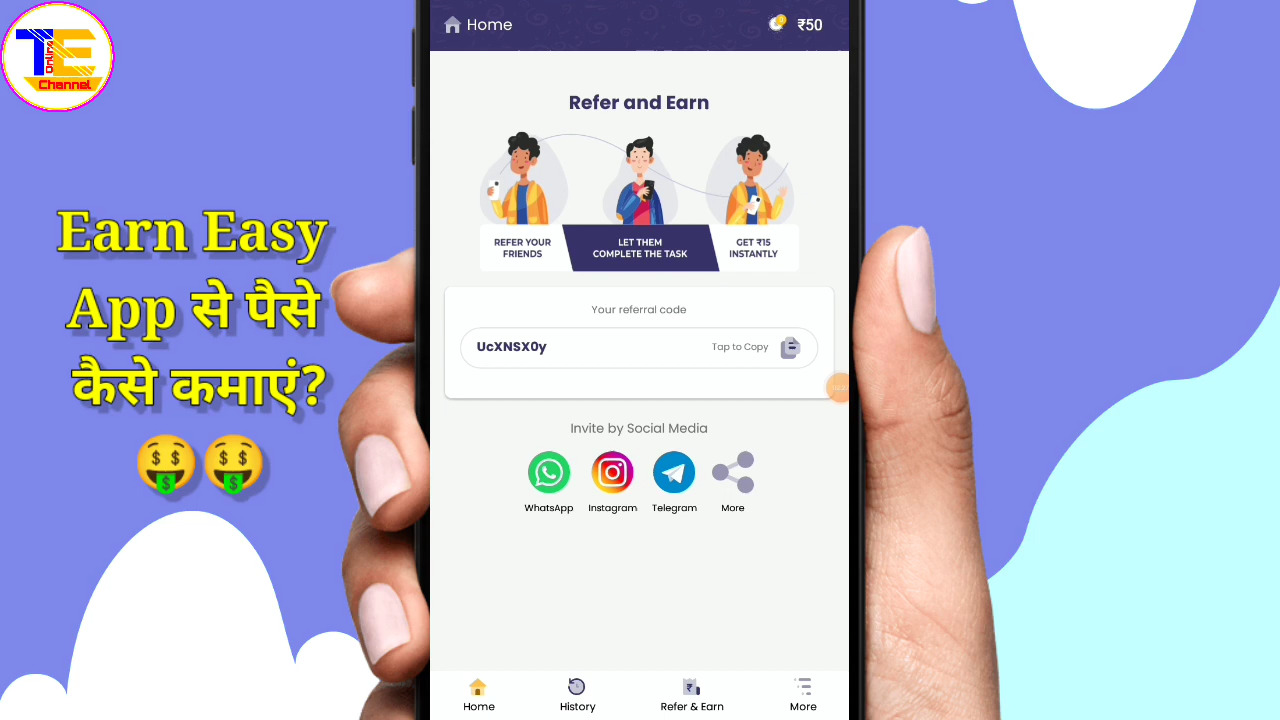 TE
Online
Channel
Earn Easy
App से पैसे
कैसे कमाएं?
Home
₹50
Refer and Earn
REFER YOUR
FRIENDS
LET THEM
COMPLETE THE TASK
GET ₹15
INSTANTLY
Your referral code
UcXNSX0y
Tap to Copy
Invite by Social Media
WhatsApp
Instagram
Telegram
More
Home
History
Refer & Earn
More